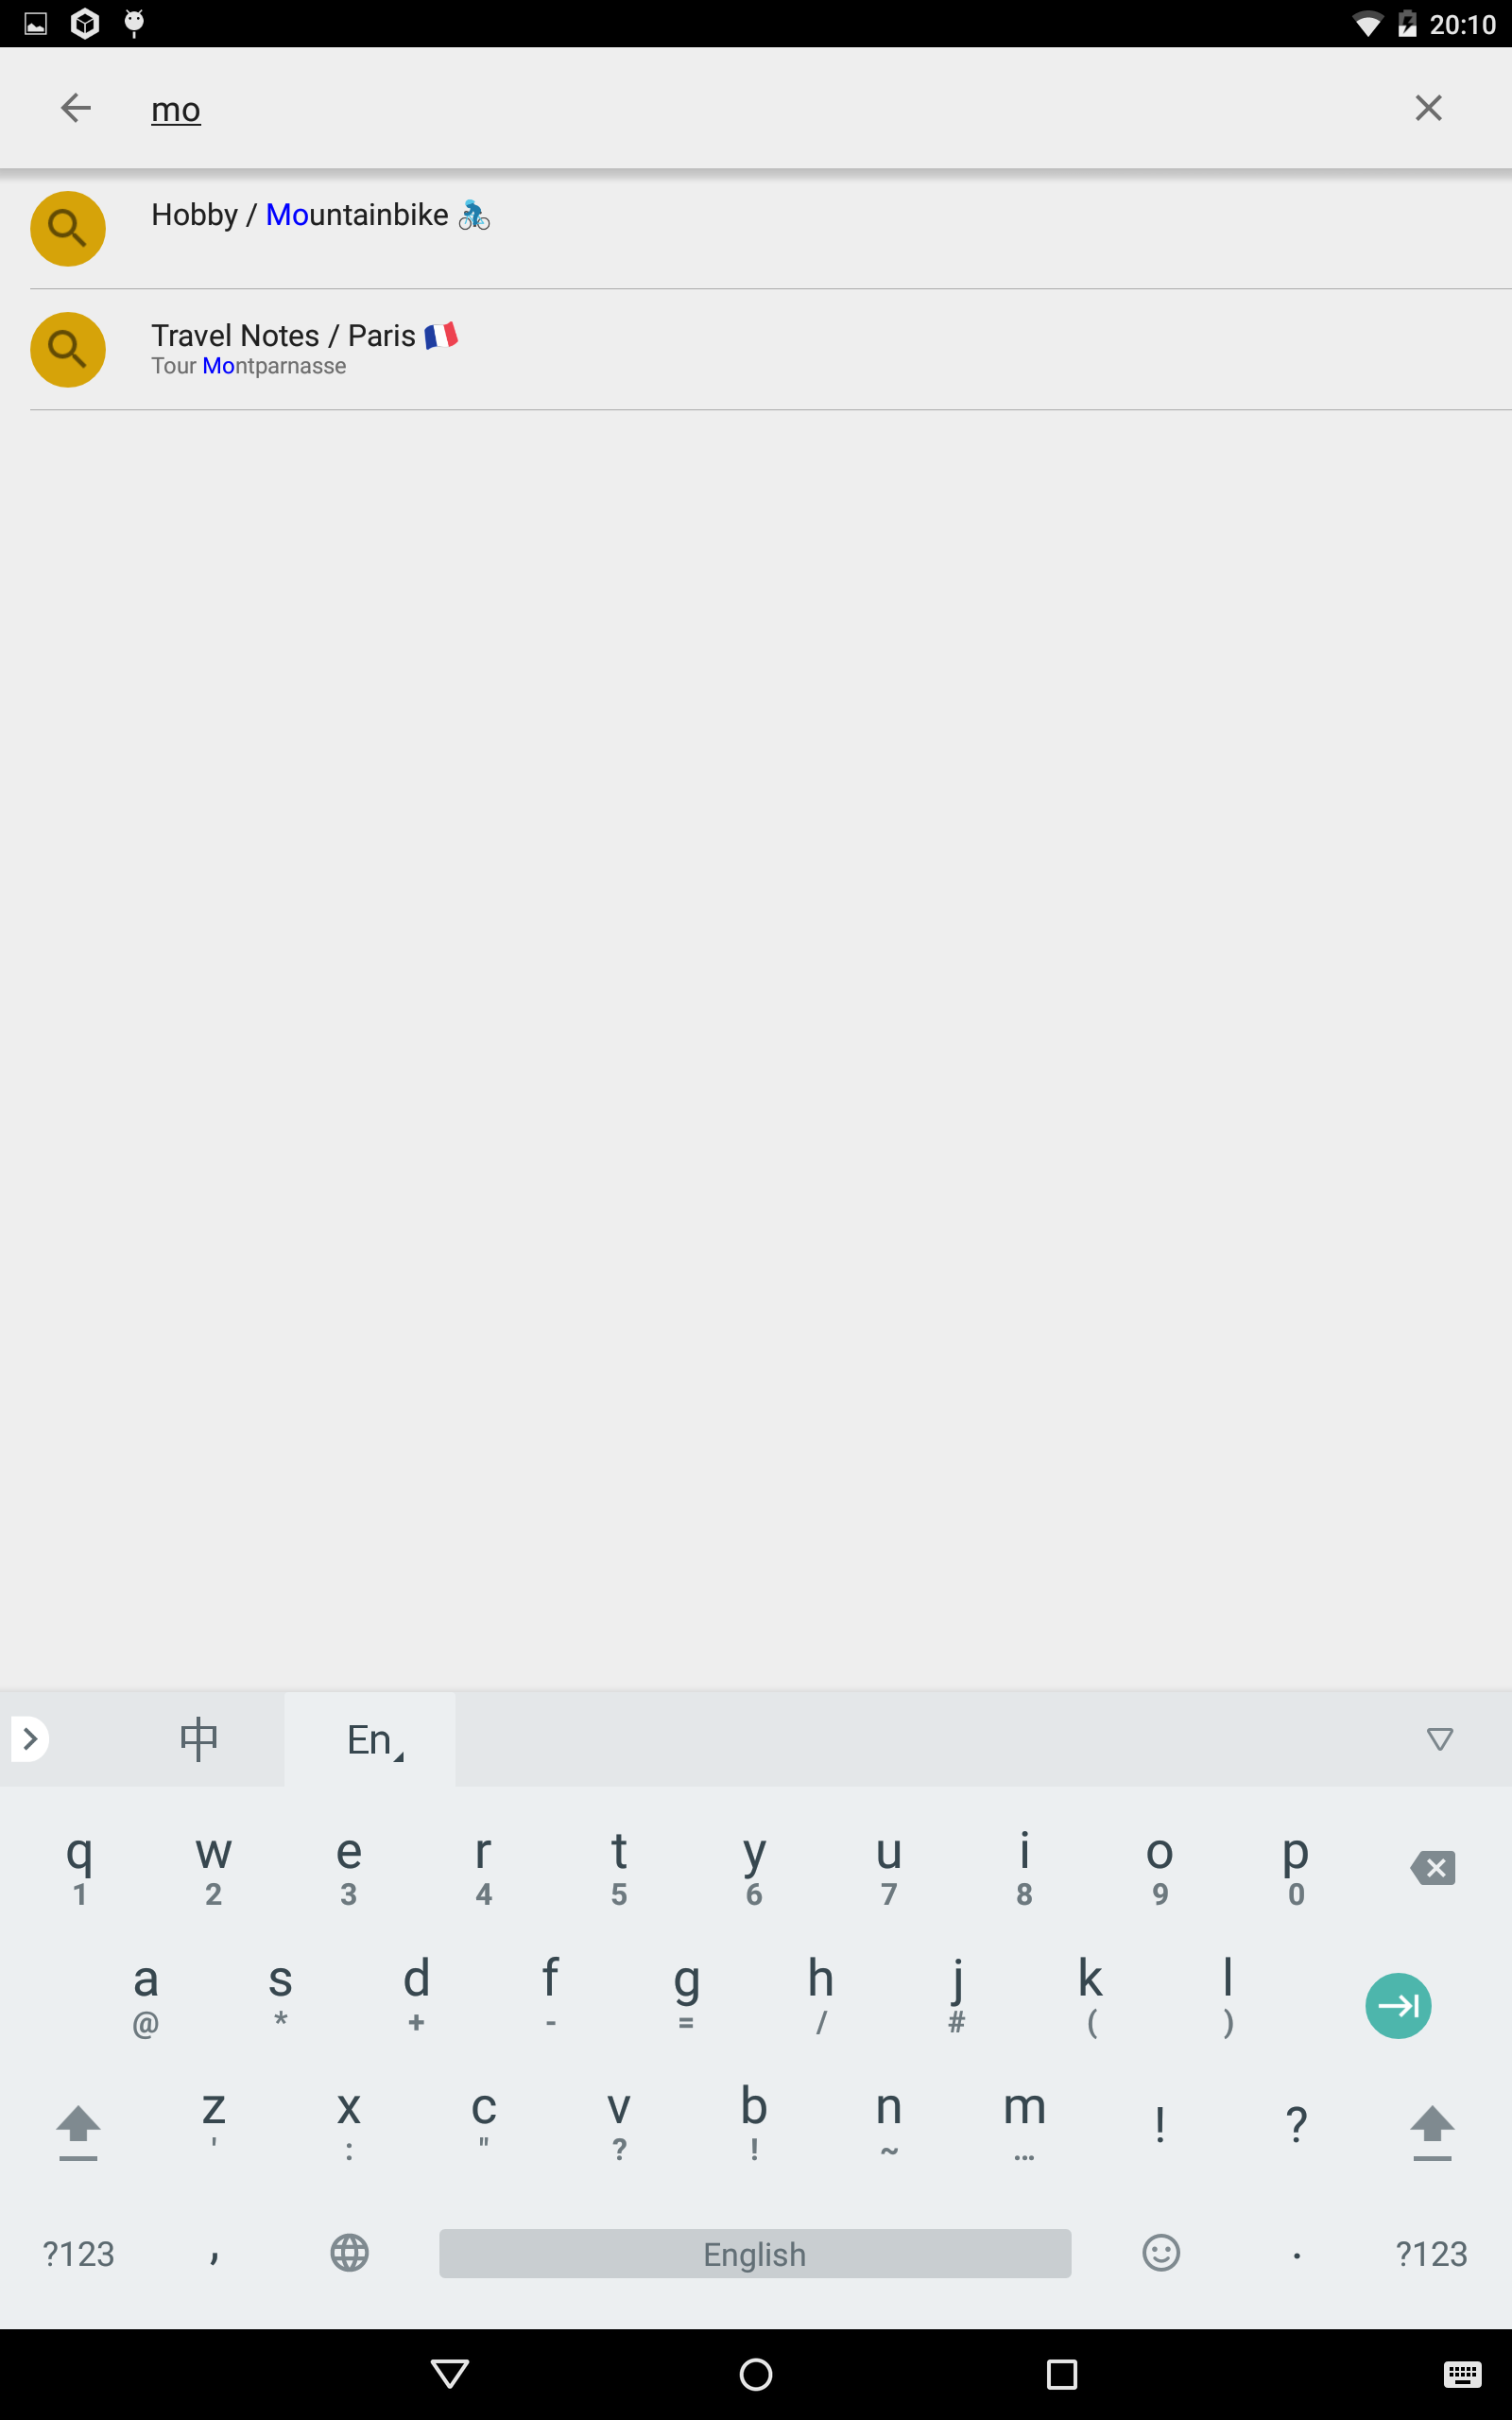 20:10
mo
Hobby / Mountainbike 🚴
Travel Notes / Paris 🇫🇷
Tour Montparnasse
中 En
q w e r t y u i o p
1 2 3 4 5 6 7 8 9 0
a s d f g h j k l
@ * + - = / # ( )
z x c v b n m ! ?
' : " ? ! ~ …
?123 , English . ?123